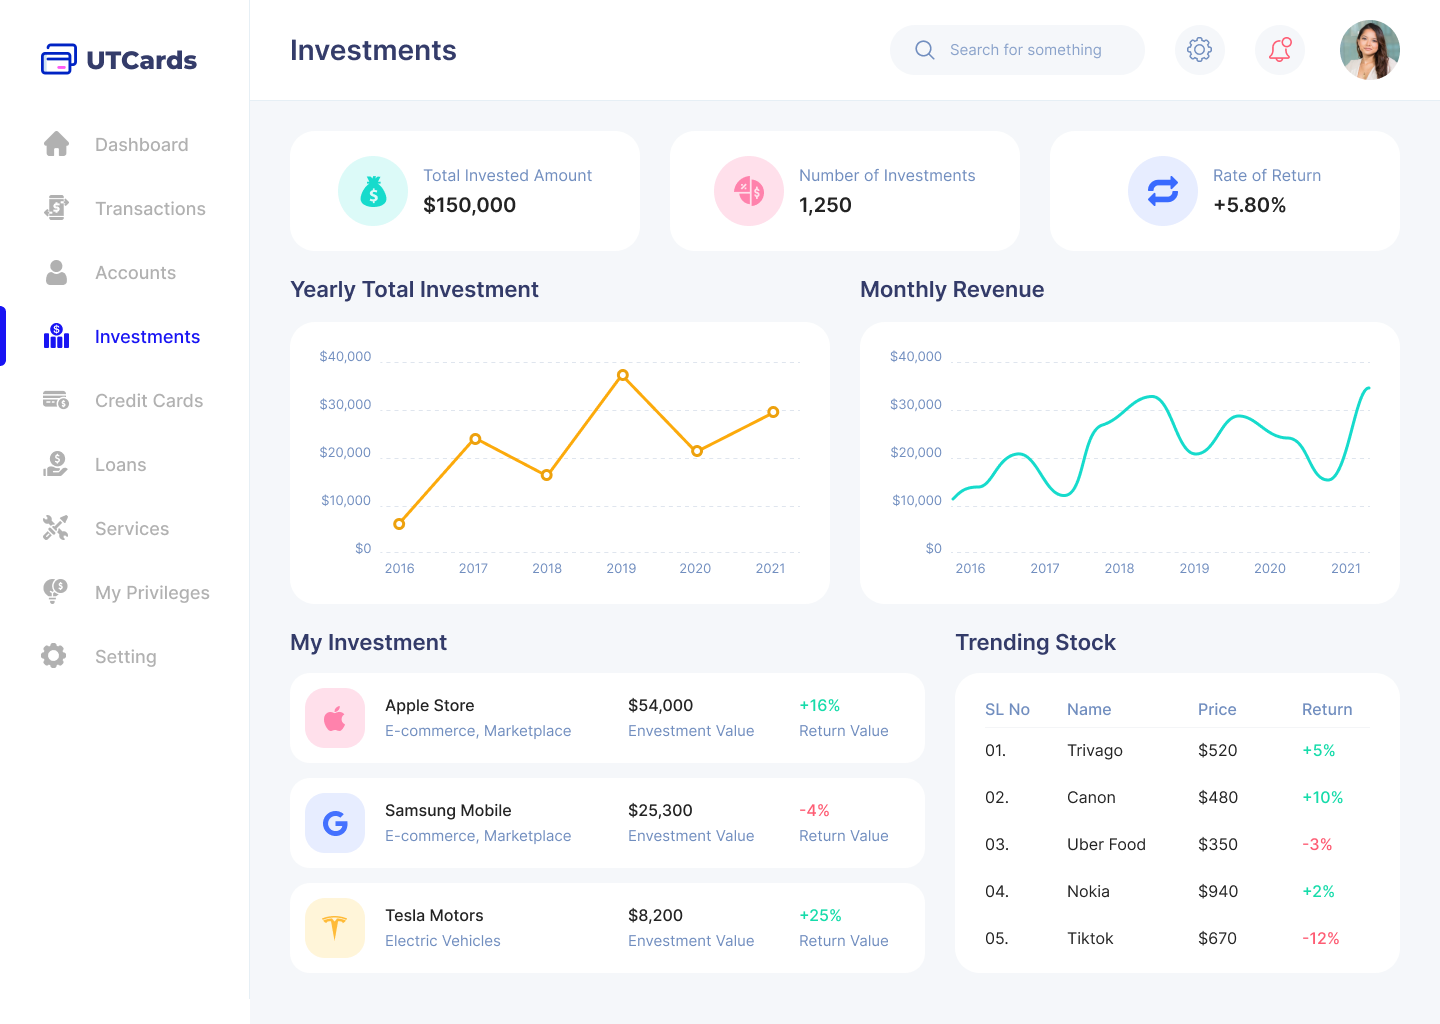 UTCards
Dashboard
Transactions
Accounts
Investments
Credit Cards
Loans
Services
My Privileges
Setting
Investments
Search for something
Total Invested Amount
$150,000
Number of Investments
1,250
Rate of Return
+5.80%
Yearly Total Investment
$40,000
$30,000
$20,000
$10,000
$0
2016 2017 2018 2019 2020 2021
Monthly Revenue
$40,000
$30,000
$20,000
$10,000
$0
2016 2017 2018 2019 2020 2021
My Investment
Apple Store $54,000 +16%
E-commerce, Marketplace Envestment Value Return Value
Samsung Mobile $25,300 -4%
E-commerce, Marketplace Envestment Value Return Value
Tesla Motors $8,200 +25%
Electric Vehicles Envestment Value Return Value
Trending Stock
SL No Name Price Return
01. Trivago $520 +5%
02. Canon $480 +10%
03. Uber Food $350 -3%
04. Nokia $940 +2%
05. Tiktok $670 -12%